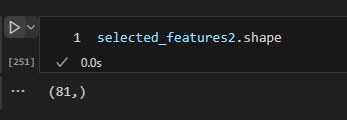 1 selected_features2.shape
[251] ✓ 0.0s
... (81,)